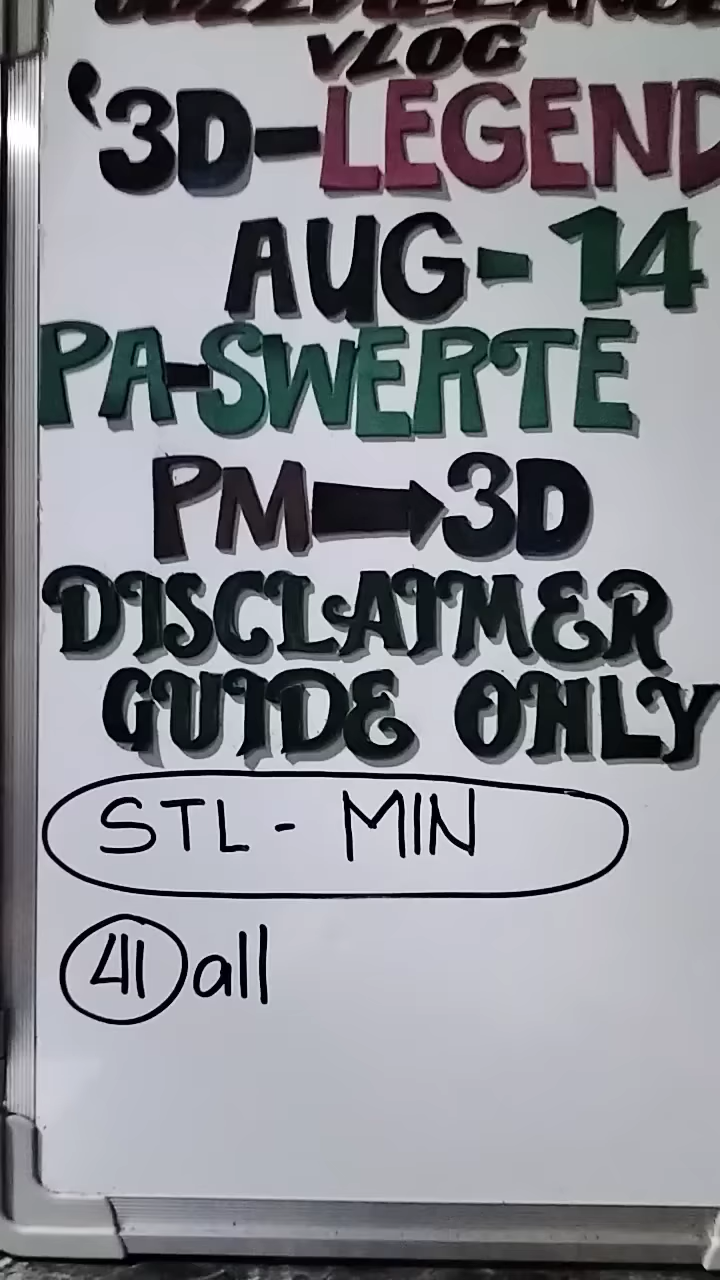 VLOG
'3D-LEGEND
AUG-14
PA-SWERTE
PM➡3D
DISCLAIMER
GUIDE ONLY
STL - MIN
41 all